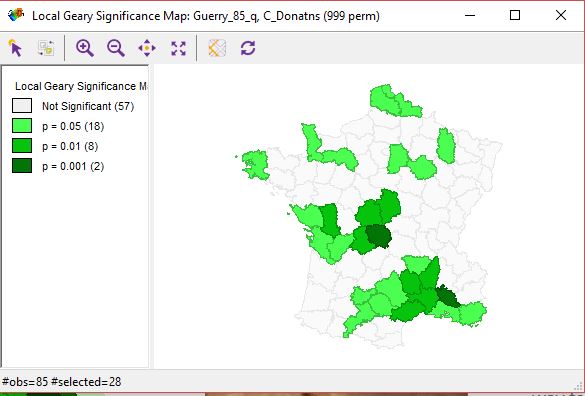 Local Geary Significance Map: Guerry_85_q, C_Donatns (999 perm)
Local Geary Significance
Not Significant (57)
p = 0.05 (18)
p = 0.01 (8)
p = 0.001 (2)
#obs=85 #selected=28